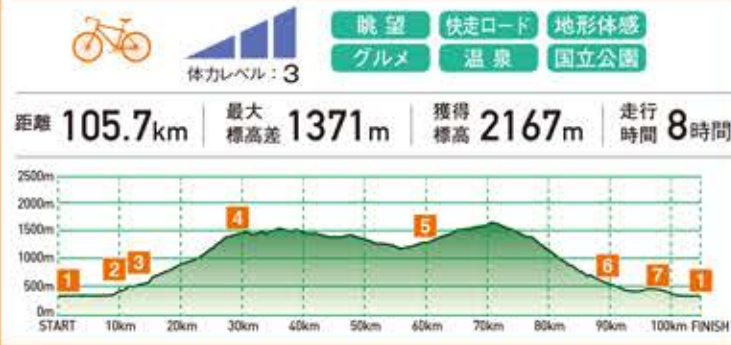 眺望 快走ロード 地形体感
グルメ 温泉 国立公園
体力レベル：3
距離 105.7km 最大標高差 1371m 獲得標高 2167m 走行時間 8時間
2500m
2000m
1500m
1000m
500m
0m
1 2 3 4 5 6 7 1
START 10km 20km 30km 40km 50km 60km 70km 80km 90km 100km FINISH